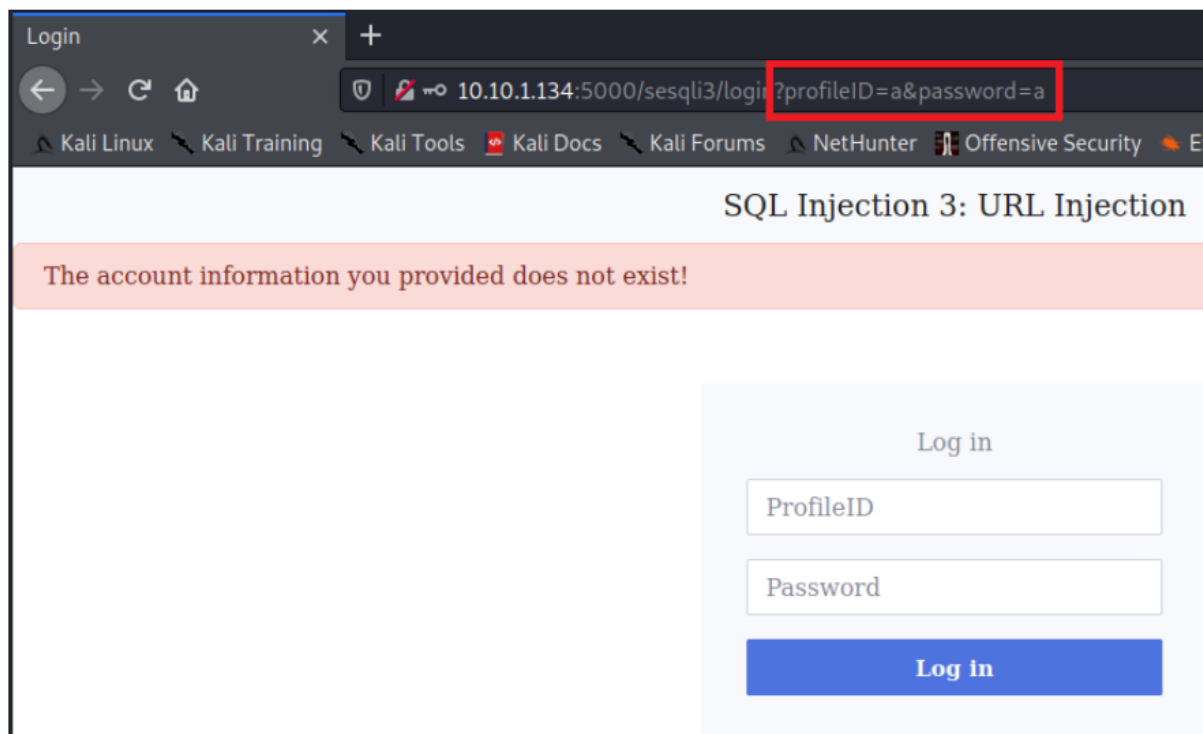 Login × +
10.10.1.134:5000/sesqli3/login?profileID=a&password=a
Kali Linux Kali Training Kali Tools Kali Docs Kali Forums NetHunter Offensive Security E
SQL Injection 3: URL Injection
The account information you provided does not exist!
Log in
ProfileID
Password
Log in